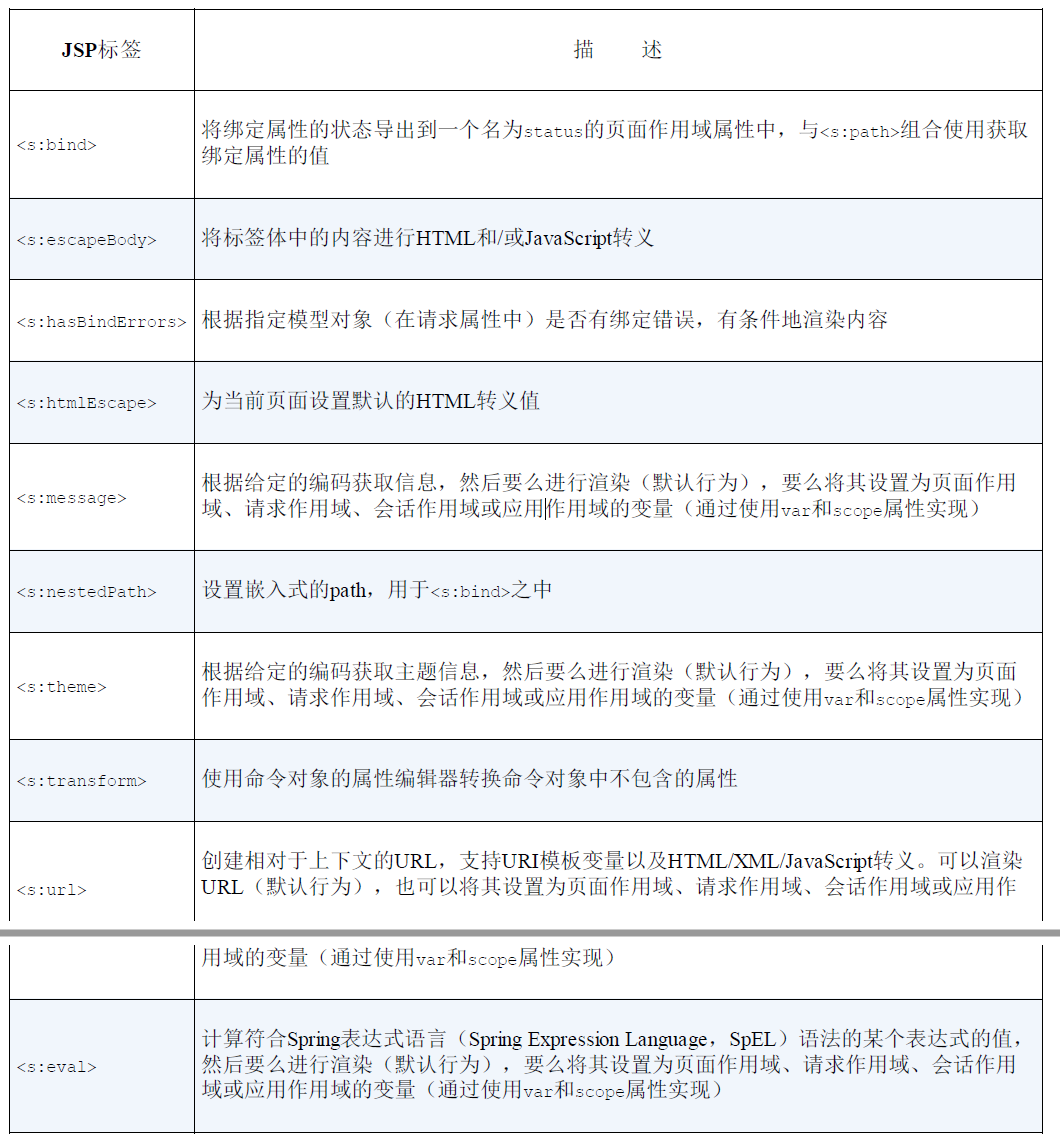 JSP标签
描 述
<s:bind>
将绑定属性的状态导出到一个名为status的页面作用域属性中，与<s:path>组合使用获取
绑定属性的值
<s:escapeBody>
将标签体中的内容进行HTML和/或JavaScript转义
<s:hasBindErrors>
根据指定模型对象（在请求属性中）是否有绑定错误，有条件地渲染内容
<s:htmlEscape>
为当前页面设置默认的HTML转义值
<s:message>
根据给定的编码获取信息，然后要么进行渲染（默认行为），要么将其设置为页面作用
域、请求作用域、会话作用域或应用作用域的变量（通过使用var和scope属性实现）
<s:nestedPath>
设置嵌入式的path，用于<s:bind>之中
<s:theme>
根据给定的编码获取主题信息，然后要么进行渲染（默认行为），要么将其设置为页面
作用域、请求作用域、会话作用域或应用作用域的变量（通过使用var和scope属性实现）
<s:transform>
使用命令对象的属性编辑器转换命令对象中不包含的属性
<s:url>
创建相对于上下文的URL，支持URI模板变量以及HTML/XML/JavaScript转义。可以渲染
URL（默认行为），也可以将其设置为页面作用域、请求作用域、会话作用域或应用作
用域的变量（通过使用var和scope属性实现）
<s:eval>
计算符合Spring表达式语言（Spring Expression Language，SpEL）语法的某个表达式的值，
然后要么进行渲染（默认行为），要么将其设置为页面作用域、请求作用域、会话作用
域或应用作用域的变量（通过使用var和scope属性实现）